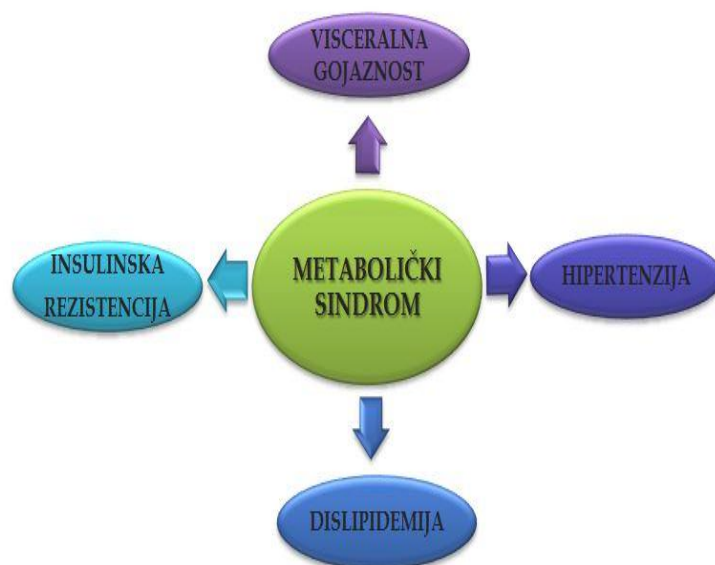 VISCERALNA
GOJAZNOST
INSULINSKA
REZISTENCIJA
METABOLIČKI
SINDROM
HIPERTENZIJA
DISLIPIDEMIJA